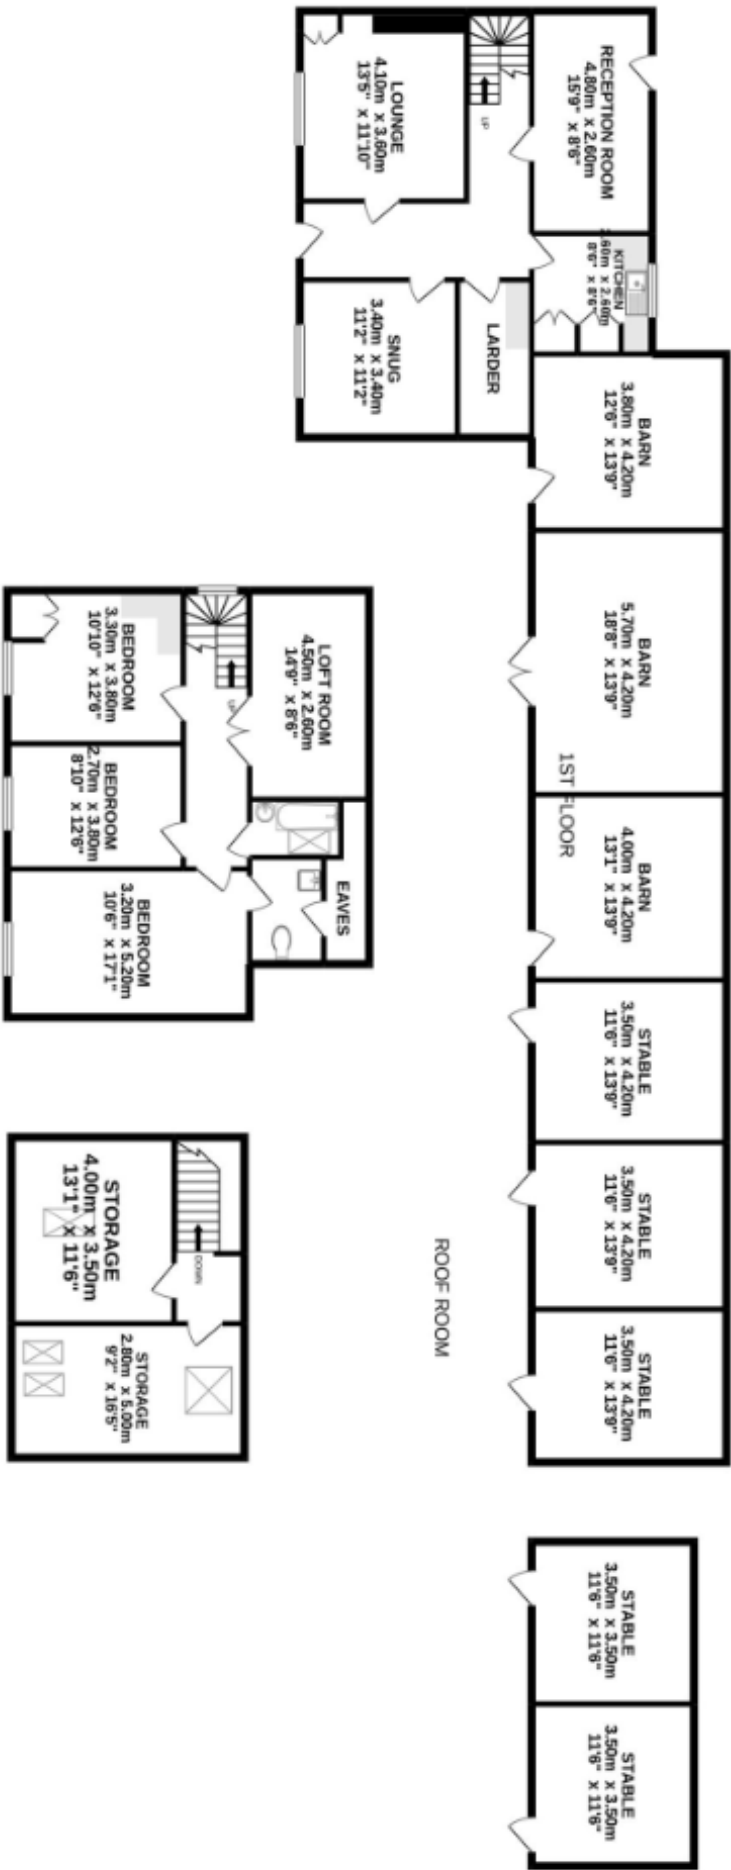 RECEPTION ROOM
4.80m x 2.60m
15'9" x 8'6"
UP
LOUNGE
4.10m x 3.60m
13'5" x 11'10"
KITCHEN
2.60m x 2.60m
8'6" x 8'6"
LARDER
SNUG
3.40m x 3.40m
11'2" x 11'2"
BARN
3.80m x 4.20m
12'6" x 13'9"
BARN
5.70m x 4.20m
18'8" x 13'9"
BARN
4.00m x 4.20m
13'1" x 13'9"
STABLE
3.50m x 4.20m
11'6" x 13'9"
STABLE
3.50m x 4.20m
11'6" x 13'9"
STABLE
3.50m x 4.20m
11'6" x 13'9"
STABLE
3.50m x 3.50m
11'6" x 11'6"
STABLE
3.50m x 3.50m
11'6" x 11'6"
1ST FLOOR
LOFT ROOM
4.50m x 2.60m
14'9" x 8'6"
UP
EAVES
BEDROOM
3.30m x 3.80m
10'10" x 12'6"
BEDROOM
2.70m x 3.80m
8'10" x 12'6"
BEDROOM
3.20m x 5.20m
10'6" x 17'1"
ROOF ROOM
DOWN
STORAGE
4.00m x 3.50m
13'1" x 11'6"
STORAGE
2.80m x 5.00m
9'2" x 16'5"